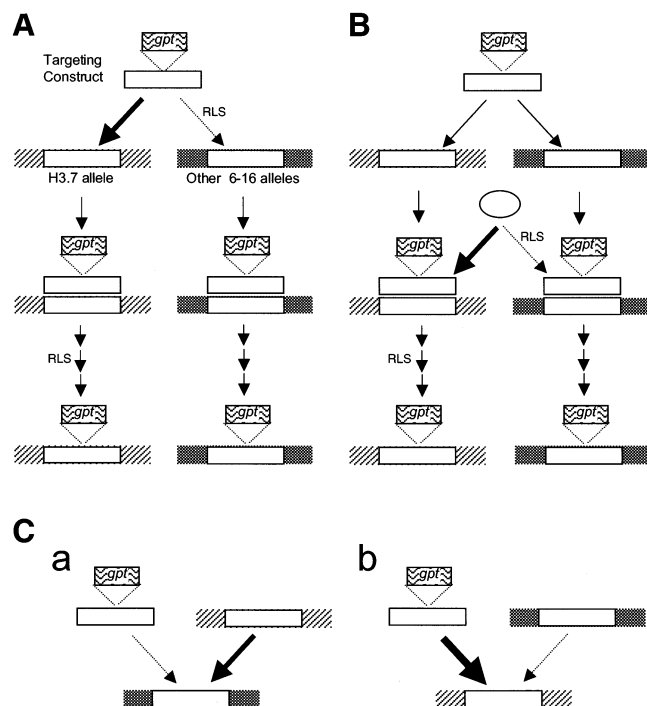 A
gpt
Targeting
Construct
RLS
H3.7 allele
Other 6-16 alleles
gpt
gpt
RLS
gpt
gpt
B
gpt
RLS
gpt
gpt
RLS
gpt
gpt
C
a
gpt
b
gpt